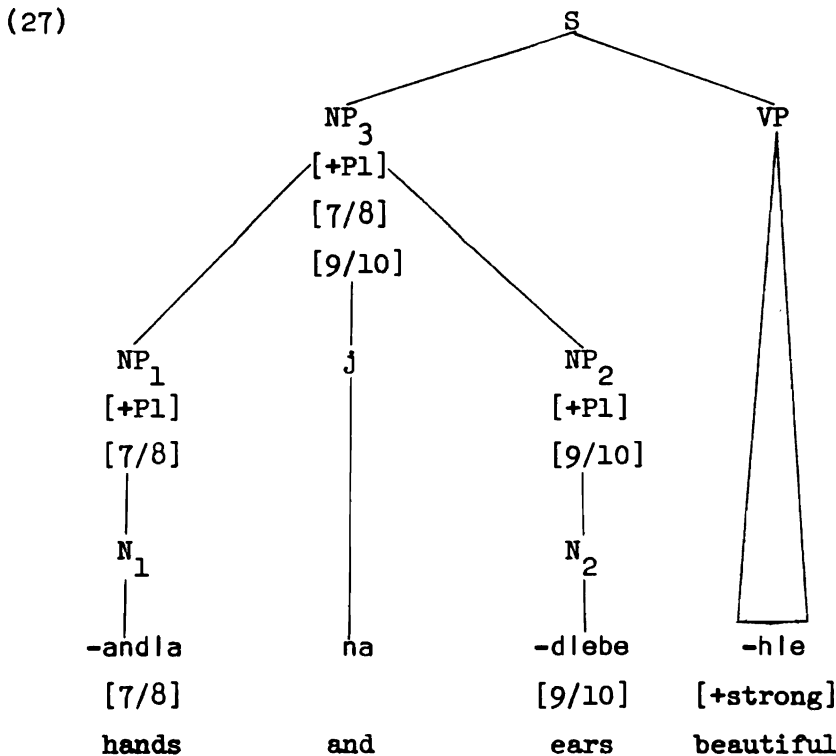 (27)
S
NP3 VP
[+Pl]
[7/8]
[9/10]
NP1 j NP2
[+Pl] [+Pl]
[7/8] [9/10]
N1 N2
-andla na -dlebe -hle
[7/8] [9/10] [+strong]
hands and ears beautiful